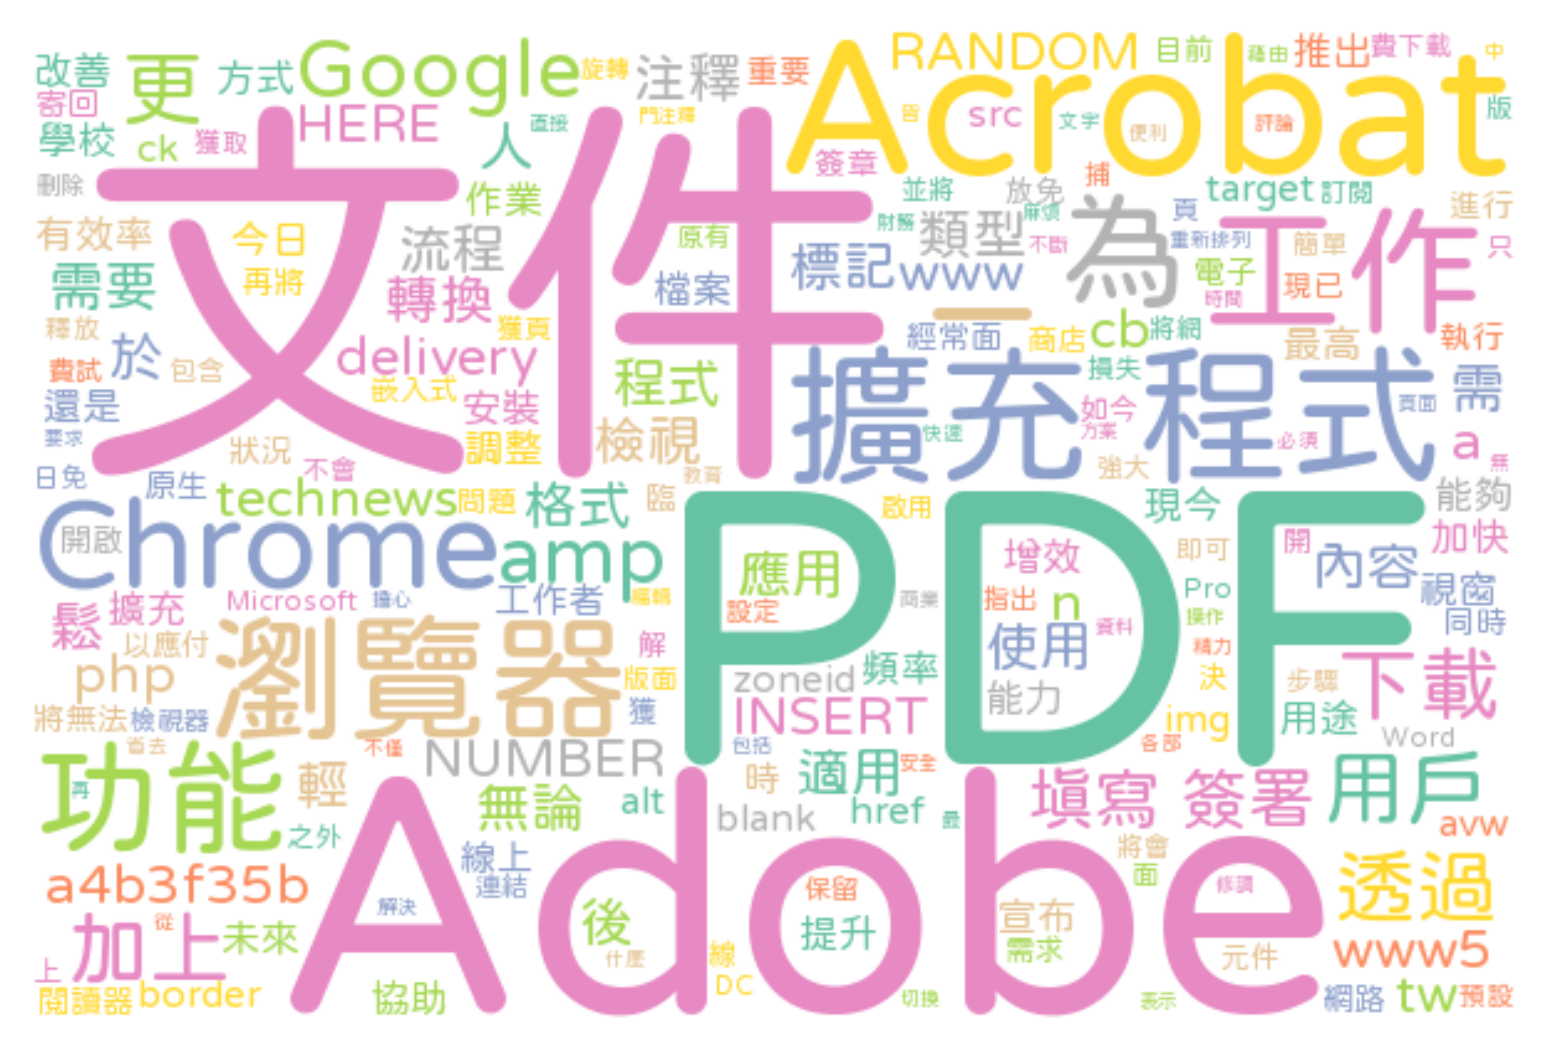 改善 更 方式 Google 旋轉 注釋 重要 Acrobat RANDOM 目前 藉由 推出 費下載 中
寄回 HERE 門注釋 皆 src 文字 便利 評論 版
學校 ck 獲取 人 直接 簽章 捕
刪除 文件 作業 並將 放免 target 訂閱 進行
有效率 今日 流程 原有 財務 類型 麻煩 不斷 為 頁 重新排列 工作 簡單 只
需要 再將 轉換 檔案 標記 www 電子 時間 現已
釋放 於 獲頁 一 經常面 商店 cb 將網 最高 執行
費試 包含 delivery 嵌入式 程式 擴充 程式 損失 需
還是 安裝 如今 頁面
要求 狀況 調整 檢視 快速 方案 必須 a 無
日免 原生 不會 教育 強大
technews 問題 格式 臨 PDF 啟用 現今 能夠
Chrome 開啟 amp 應用 增效 即可 開 內容 加快
鬆 擴充 Microsoft 擔心 工作者 編輯 設定 商業 指出 n 資料 Pro 操作 視窗 同時
以應付 瀏覽器 解 使用 精力
php 版面 zoneid 頻率 能力 決 步驟 下載
將無法 檢視器 獲 INSERT img 用途
功能 省去 不僅 NUMBER 包括 安全 各部 Word
再 輕 時 適用 填寫 簽署 用戶
之外 無論 alt blank href 最 avw
a4b3f35b Adobe 線上 連結 保留 將會 面 修調 透過
加上 從 未來 解決 後 提升 宣布 需求 www5
上 什麼 線 元件
閱讀器 border 協助 DC 切換 表示 網路 tw 預設